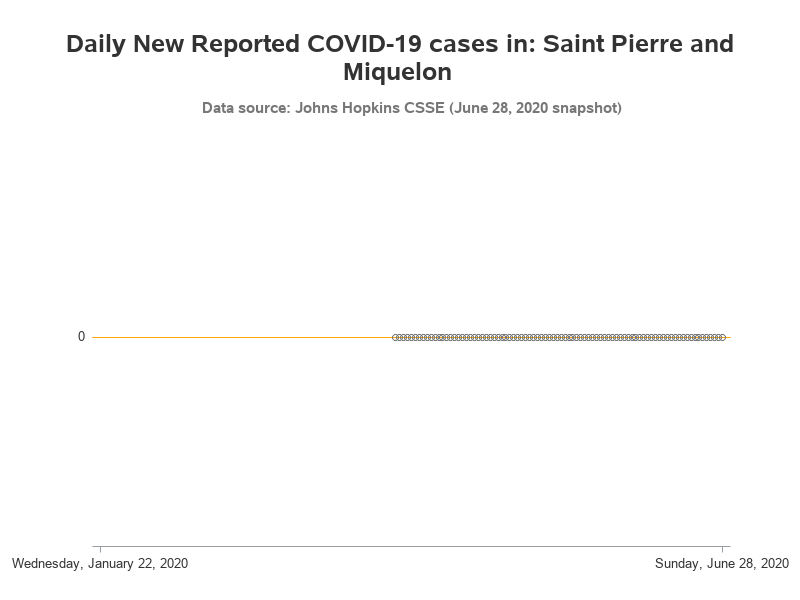 Daily New Reported COVID-19 cases in: Saint Pierre and
Miquelon
Data source: Johns Hopkins CSSE (June 28, 2020 snapshot)
0
Wednesday, January 22, 2020
Sunday, June 28, 2020